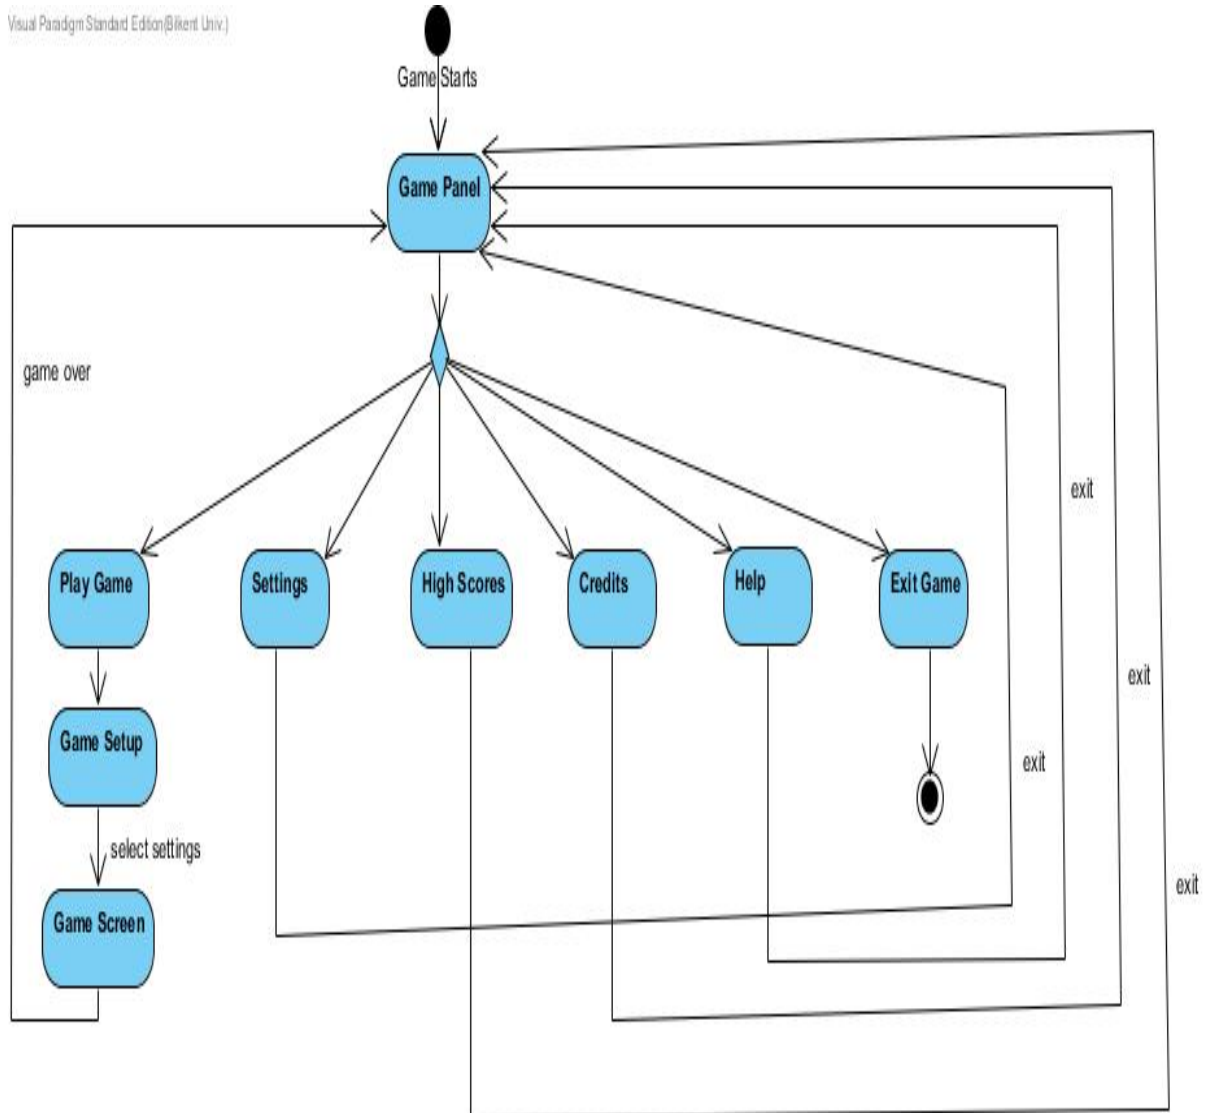 Visual Paradigm Standard Edition(Bilkent Univ.)
Game Starts
Game Panel
game over
exit
Play Game
Settings
High Scores
Credits
Help
Exit Game
exit
Game Setup
exit
select settings
exit
Game Screen